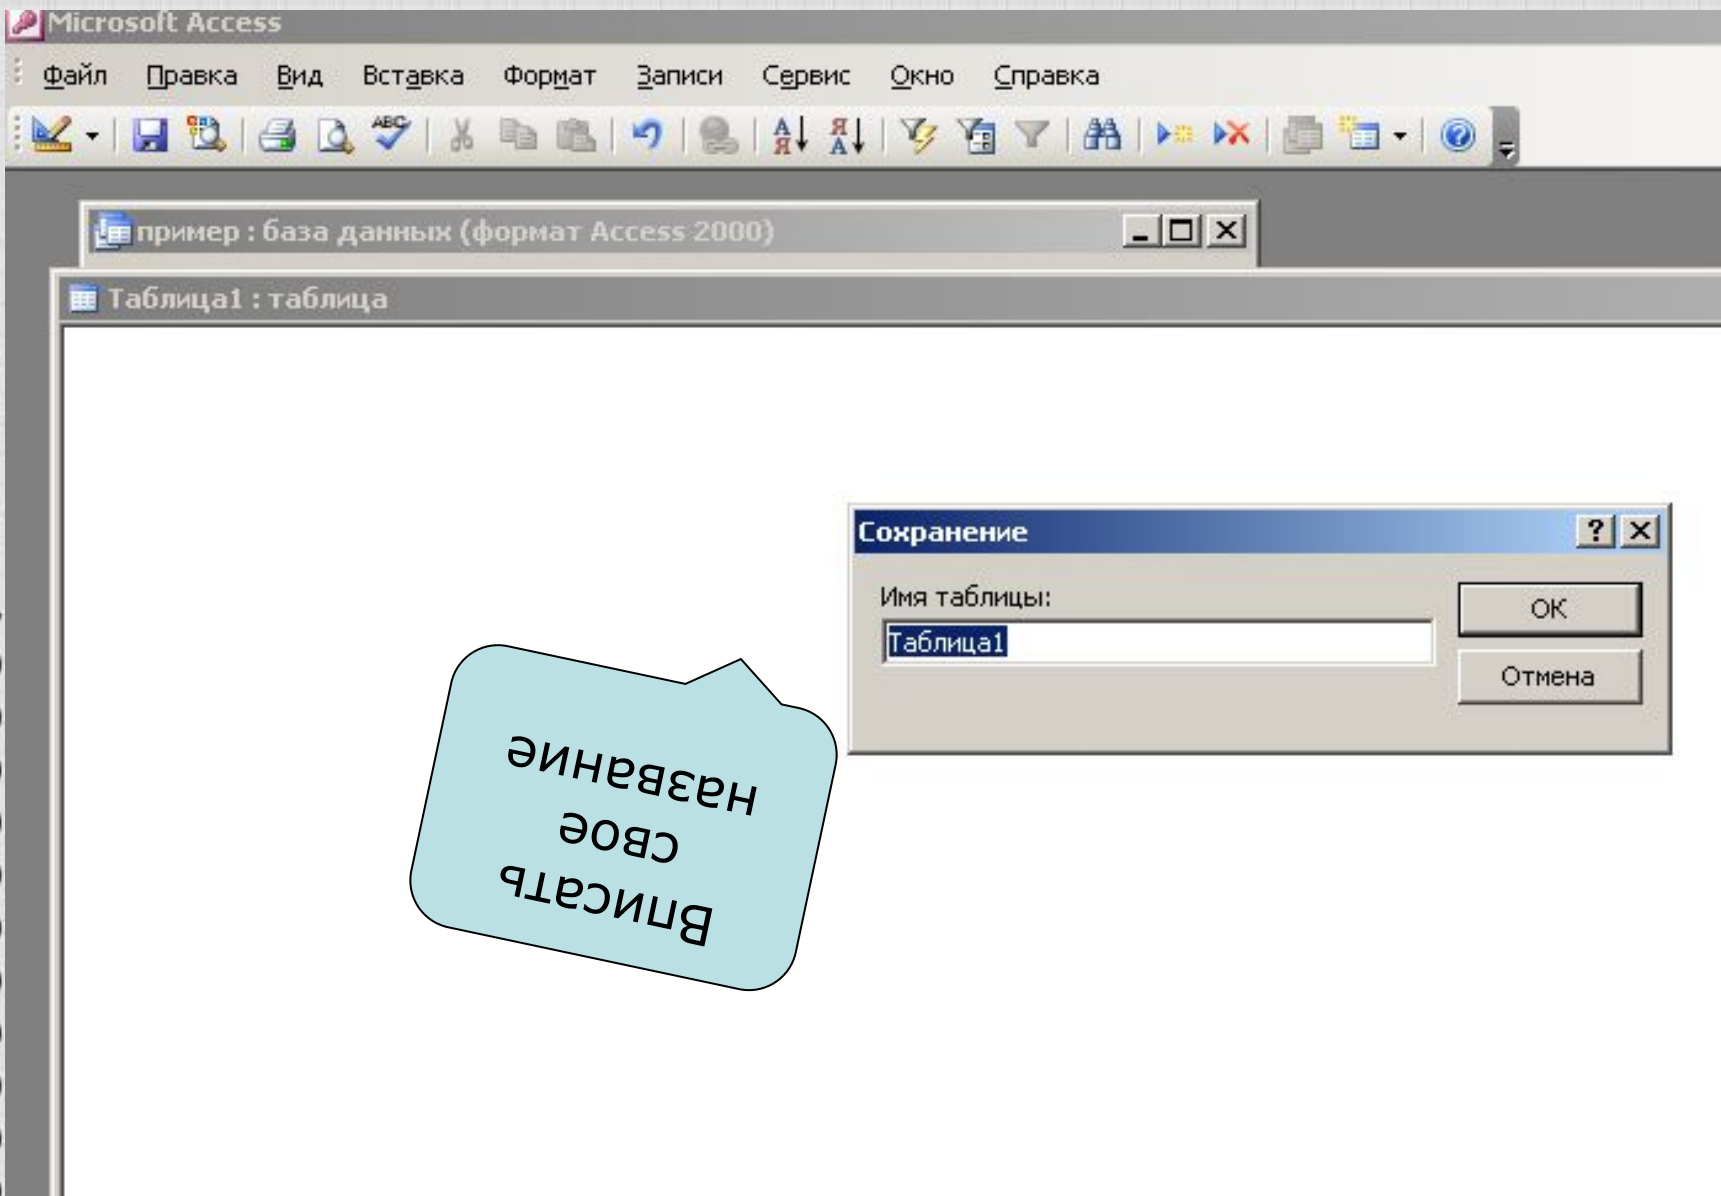 Microsoft Access
Файл Правка Вид Вставка Формат Записи Сервис Окно Справка
ABC
А Я Я А
пример : база данных (формат Access 2000)
Таблица1 : таблица
Сохранение
Имя таблицы:
Таблица1
ОК
Отмена
Вписать
свое
название